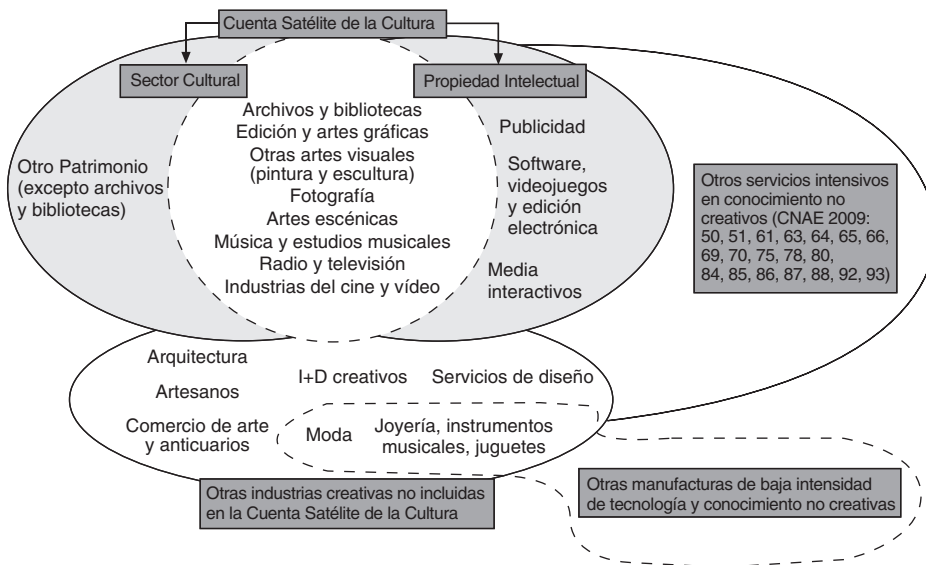 Cuenta Satélite de la Cultura
Sector Cultural
Propiedad Intelectual
Otro Patrimonio
(excepto archivos
y bibliotecas)
Archivos y bibliotecas
Edición y artes gráficas
Otras artes visuales
(pintura y escultura)
Fotografía
Artes escénicas
Música y estudios musicales
Radio y televisión
Industrias del cine y vídeo
Publicidad
Software,
videojuegos
y edición
electrónica
Media
interactivos
Otros servicios intensivos
en conocimiento no
creativos (CNAE 2009:
50, 51, 61, 63, 64, 65, 66,
69, 70, 75, 78, 80,
84, 85, 86, 87, 88, 92, 93)
Arquitectura
Artesanos
Comercio de arte
y anticuarios
I+D creativos
Servicios de diseño
Moda
Joyería, instrumentos
musicales, juguetes
Otras industrias creativas no incluidas
en la Cuenta Satélite de la Cultura
Otras manufacturas de baja intensidad
de tecnología y conocimiento no creativas